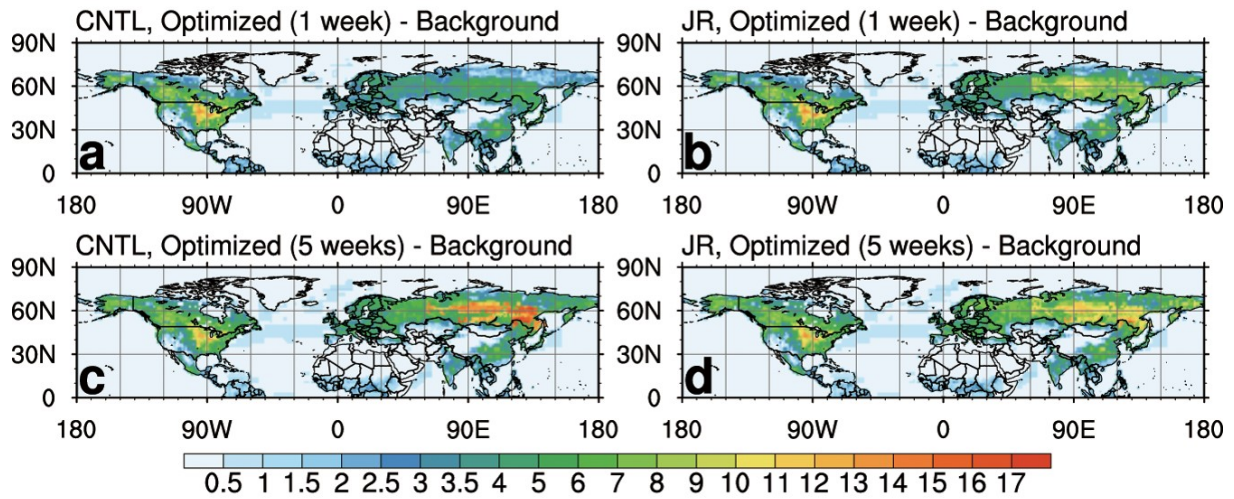 CNTL, Optimized (1 week) - Background
JR, Optimized (1 week) - Background
90N
60N
30N
0
a
180 90W 0 90E 180
90N
60N
30N
0
b
180 90W 0 90E 180
CNTL, Optimized (5 weeks) - Background
JR, Optimized (5 weeks) - Background
90N
60N
30N
0
c
180 90W 0 90E 180
90N
60N
30N
0
d
180 90W 0 90E 180
0.5 1 1.5 2 2.5 3 3.5 4 5 6 7 8 9 10 11 12 13 14 15 16 17